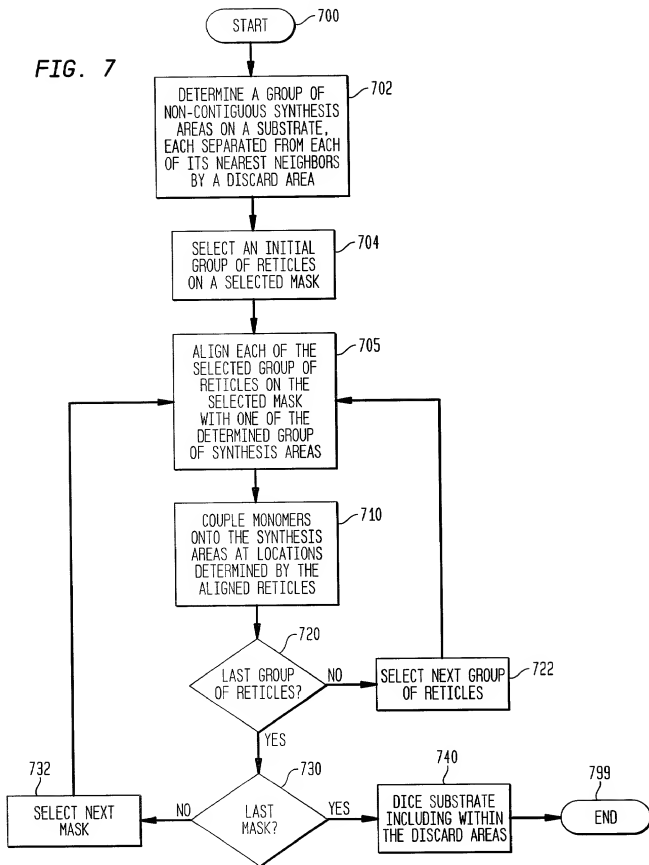 START
700
FIG. 7
702
DETERMINE A GROUP OF
NON-CONTIGUOUS SYNTHESIS
AREAS ON A SUBSTRATE,
EACH SEPARATED FROM EACH
OF ITS NEAREST NEIGHBORS
BY A DISCARD AREA
704
SELECT AN INITIAL
GROUP OF RETICLES
ON A SELECTED MASK
705
ALIGN EACH OF THE
SELECTED GROUP OF
RETICLES ON THE
SELECTED MASK
WITH ONE OF THE
DETERMINED GROUP
OF SYNTHESIS AREAS
710
COUPLE MONOMERS
ONTO THE SYNTHESIS
AREAS AT LOCATIONS
DETERMINED BY THE
ALIGNED RETICLES
720
LAST GROUP
OF RETICLES?
NO
SELECT NEXT GROUP
OF RETICLES
722
YES
732
SELECT NEXT
MASK
NO
730
LAST
MASK?
YES
740
DICE SUBSTRATE
INCLUDING WITHIN
THE DISCARD AREAS
799
END